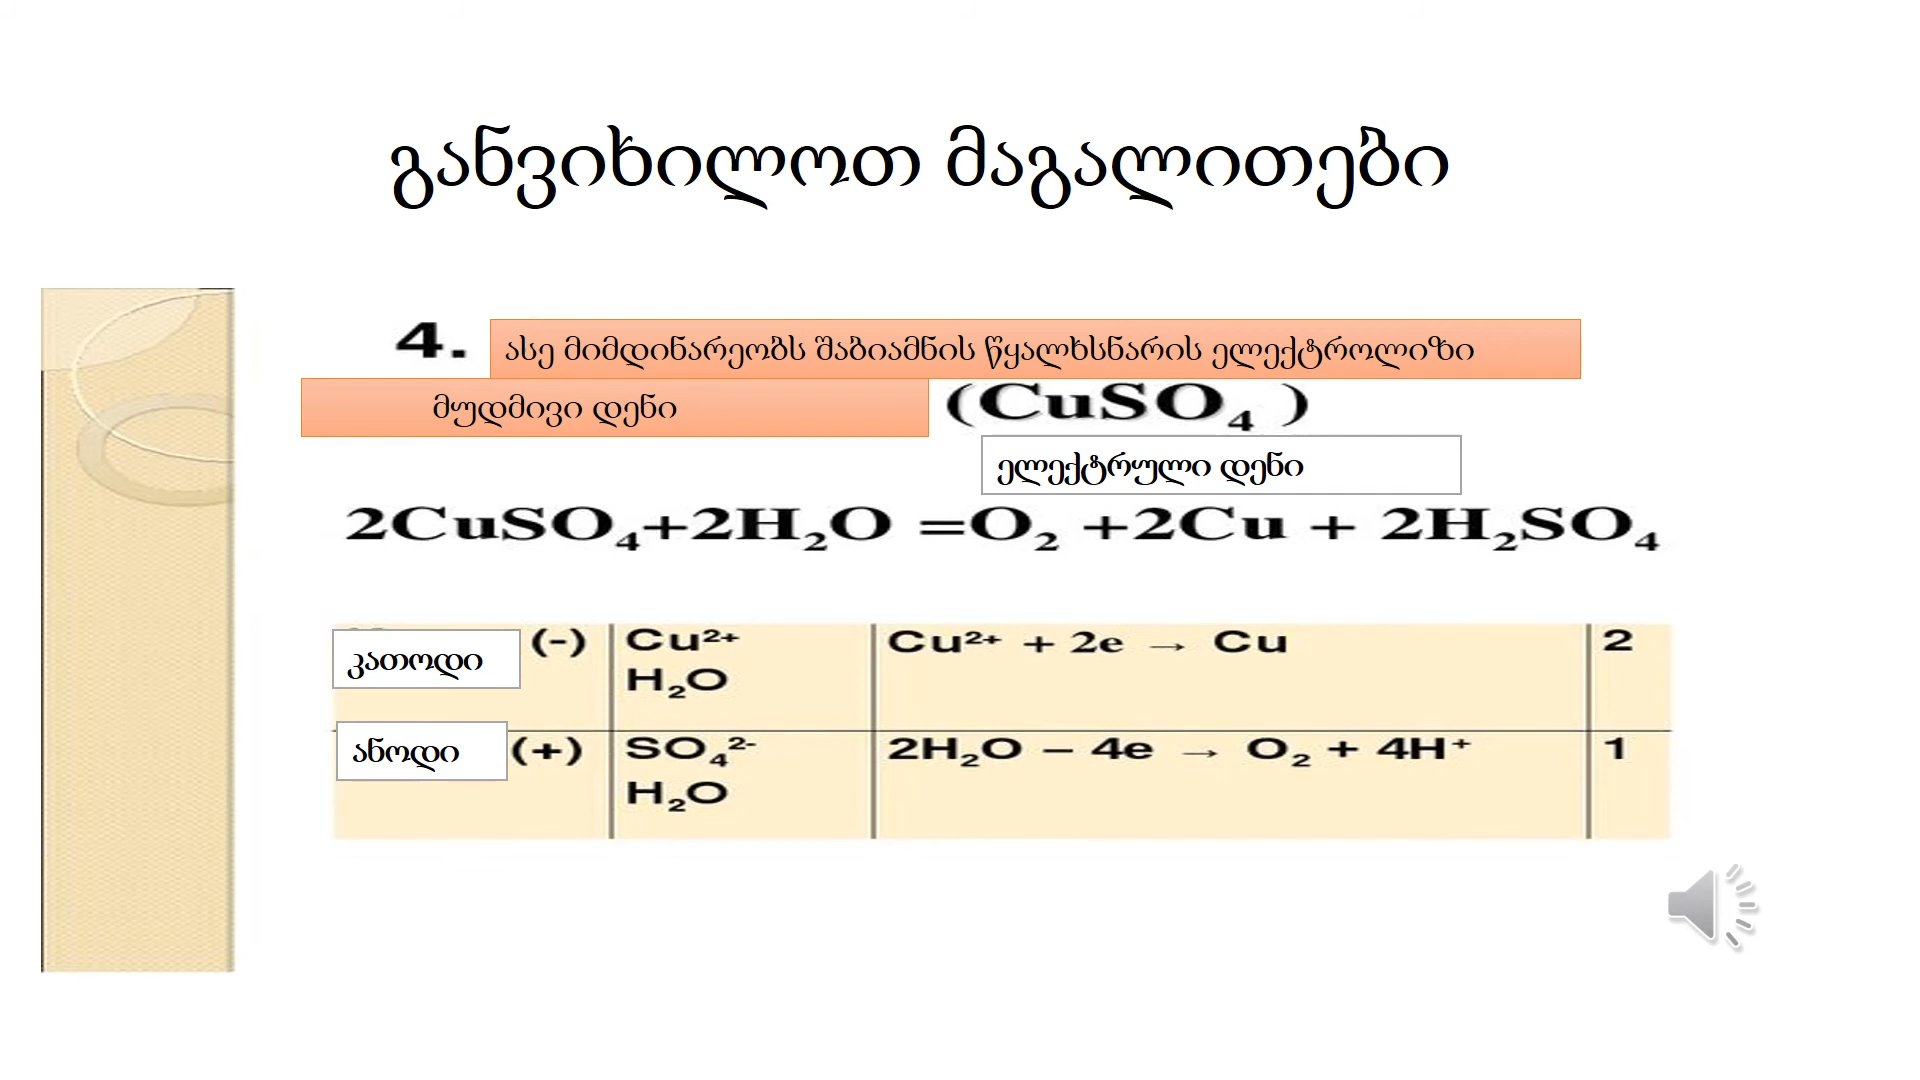 განვიხილოთ მაგალითები
4. ასე მიმდინარეობს შაბიამნის წყალხსნარის ელექტროლიზი
მუდმივი დენი (CuSO₄ )
ელექტრული დენი
2CuSO₄+2H₂O =O₂ +2Cu + 2H₂SO₄
კათოდი (-) Cu²⁺ Cu²⁺ + 2e → Cu 2
H₂O
ანოდი (+) SO₄²⁻ 2H₂O – 4e → O₂ + 4H⁺ 1
H₂O